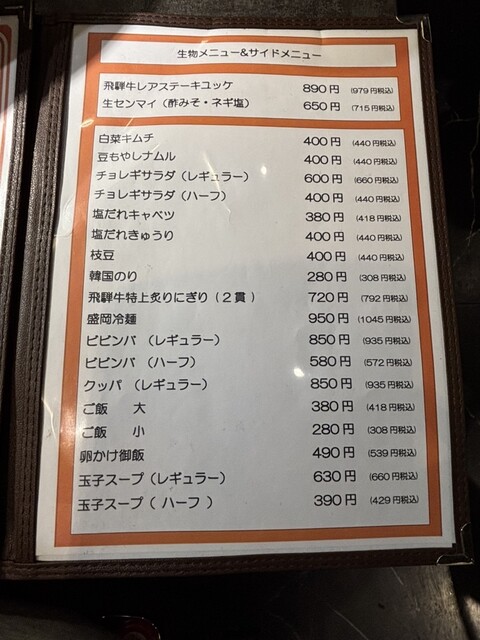 生物メニュー&サイドメニュー
飛騨牛レアステーキユッケ 890円 (979円税込)
生センマイ（酢みそ・ネギ塩） 650円 (715円税込)
白菜キムチ 400円 (440円税込)
豆もやしナムル 400円 (440円税込)
チョレギサラダ（レギュラー） 600円 (660円税込)
チョレギサラダ（ハーフ） 400円 (440円税込)
塩だれキャベツ 380円 (418円税込)
塩だれきゅうり 400円 (440円税込)
枝豆 400円 (440円税込)
韓国のり 280円 (308円税込)
飛騨牛特上炙りにぎり（2貫） 720円 (792円税込)
盛岡冷麺 950円 (1045円税込)
ビビンバ （レギュラー） 850円 (935円税込)
ビビンバ （ハーフ） 580円 (572円税込)
クッパ （レギュラー） 850円 (935円税込)
ご飯 大 380円 (418円税込)
ご飯 小 280円 (308円税込)
卵かけ御飯 490円 (539円税込)
玉子スープ（レギュラー） 630円 (660円税込)
玉子スープ（ ハーフ ） 390円 (429円税込)